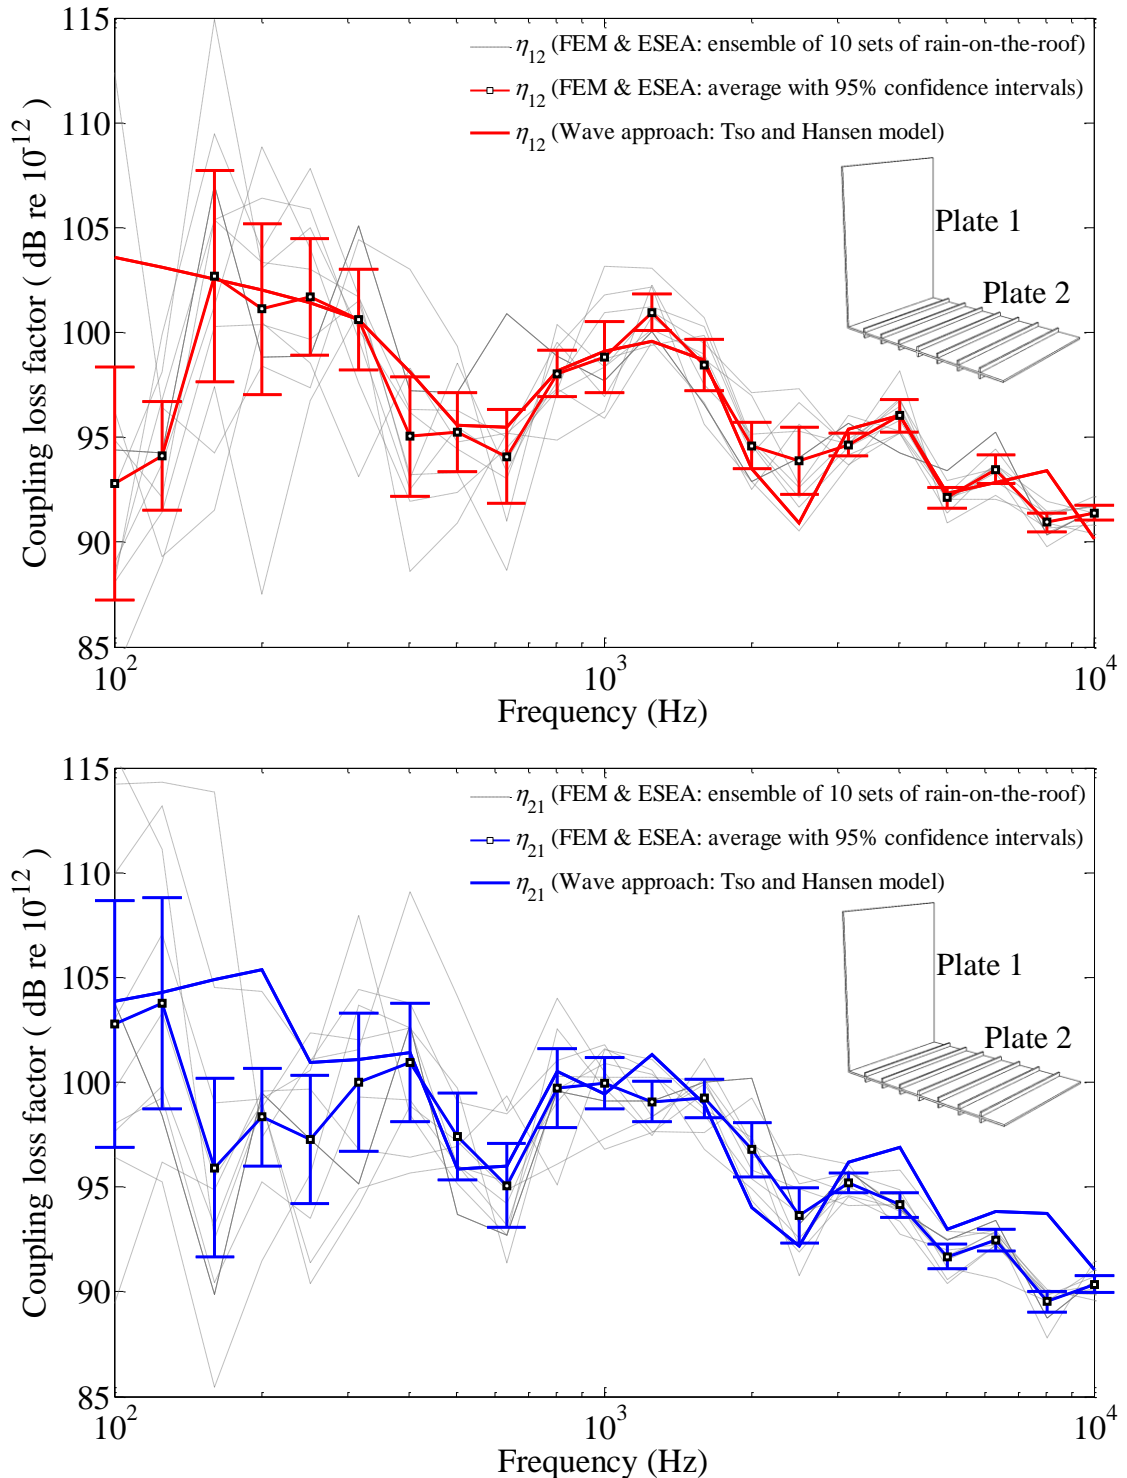 115
110
105
100
95
90
85
Coupling loss factor ( dB re 10^-12 )
η12 (FEM & ESEA: ensemble of 10 sets of rain-on-the-roof)
η12 (FEM & ESEA: average with 95% confidence intervals)
η12 (Wave approach: Tso and Hansen model)
Plate 1
Plate 2
10^2
10^3
10^4
Frequency (Hz)
115
110
105
100
95
90
85
Coupling loss factor ( dB re 10^-12 )
η21 (FEM & ESEA: ensemble of 10 sets of rain-on-the-roof)
η21 (FEM & ESEA: average with 95% confidence intervals)
η21 (Wave approach: Tso and Hansen model)
Plate 1
Plate 2
10^2
10^3
10^4
Frequency (Hz)